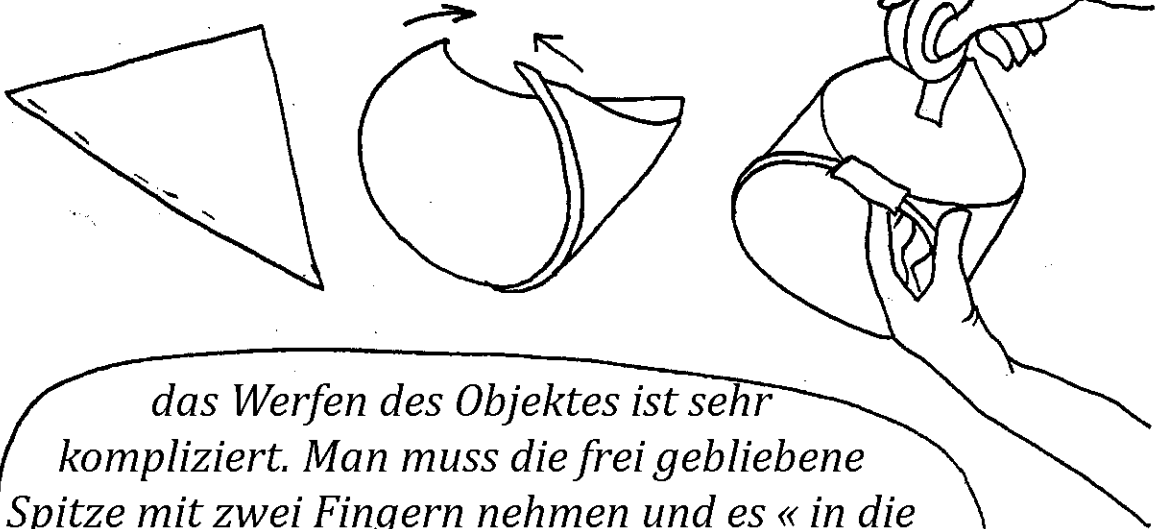 das Werfen des Objektes ist sehr
kompliziert. Man muss die frei gebliebene
Spitze mit zwei Fingern nehmen und es « in die